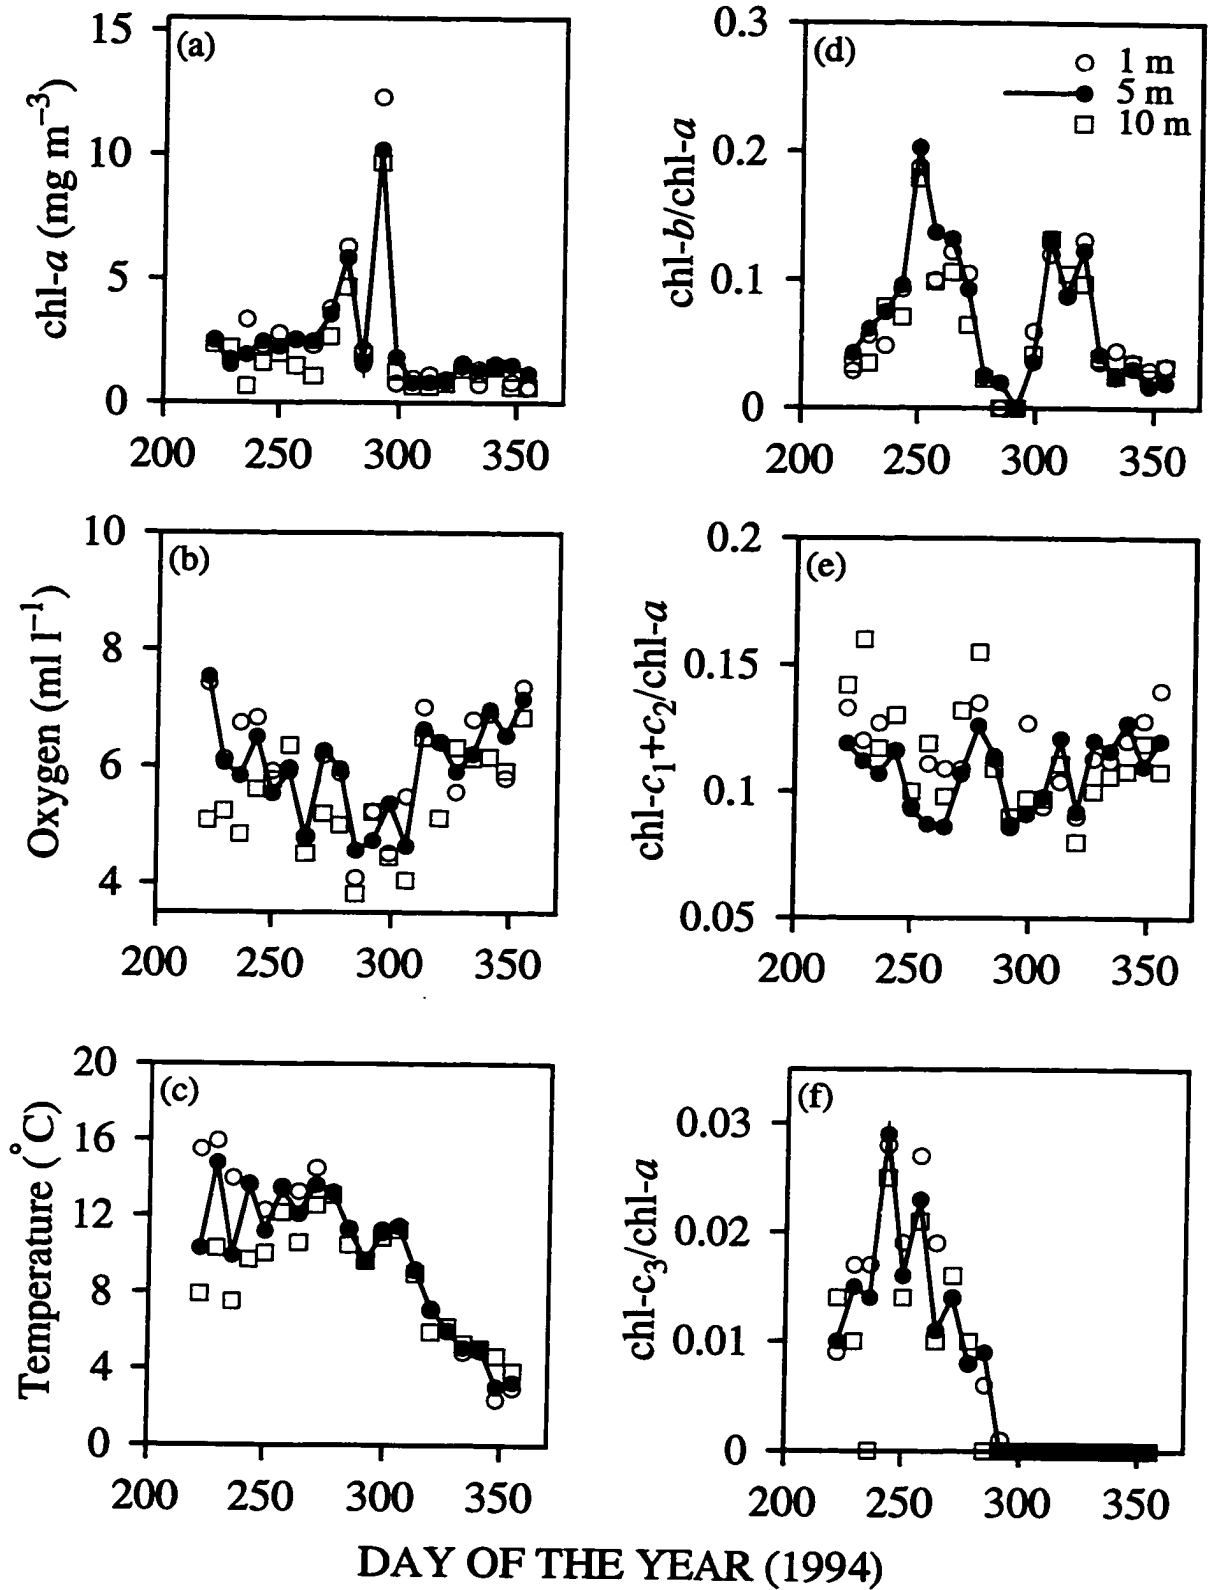 (a)
chl-a (mg m⁻³)
15
10
5
0
200 250 300 350
(d)
chl-b/chl-a
0.3
0.2
0.1
0
1 m
5 m
10 m
200 250 300 350
(b)
Oxygen (ml l⁻¹)
10
8
6
4
200 250 300 350
(e)
chl-c₁+c₂/chl-a
0.2
0.15
0.1
0.05
200 250 300 350
(c)
Temperature (°C)
20
16
12
8
4
0
200 250 300 350
(f)
chl-c₃/chl-a
0.03
0.02
0.01
0
200 250 300 350
DAY OF THE YEAR (1994)